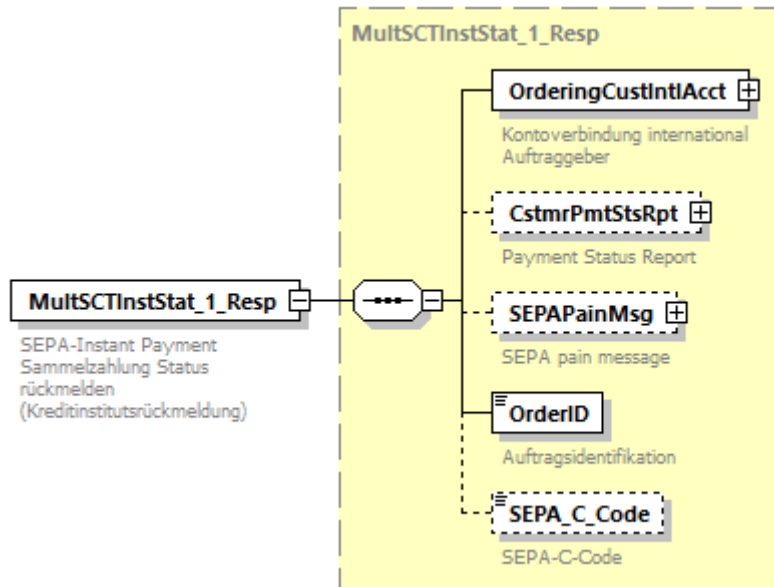 MultSCTInstStat_1_Resp
OrderingCustIntlAcct
Kontoverbindung international
Auftraggeber
CstmrPmtStsRpt
Payment Status Report
MultSCTInstStat_1_Resp
SEPA-Instant Payment
Sammelzahlung Status
rückmelden
(Kreditinstitutsrückmeldung)
SEPAPainMsg
SEPA pain message
OrderID
Auftragsidentifikation
SEPA_C_Code
SEPA-C-Code